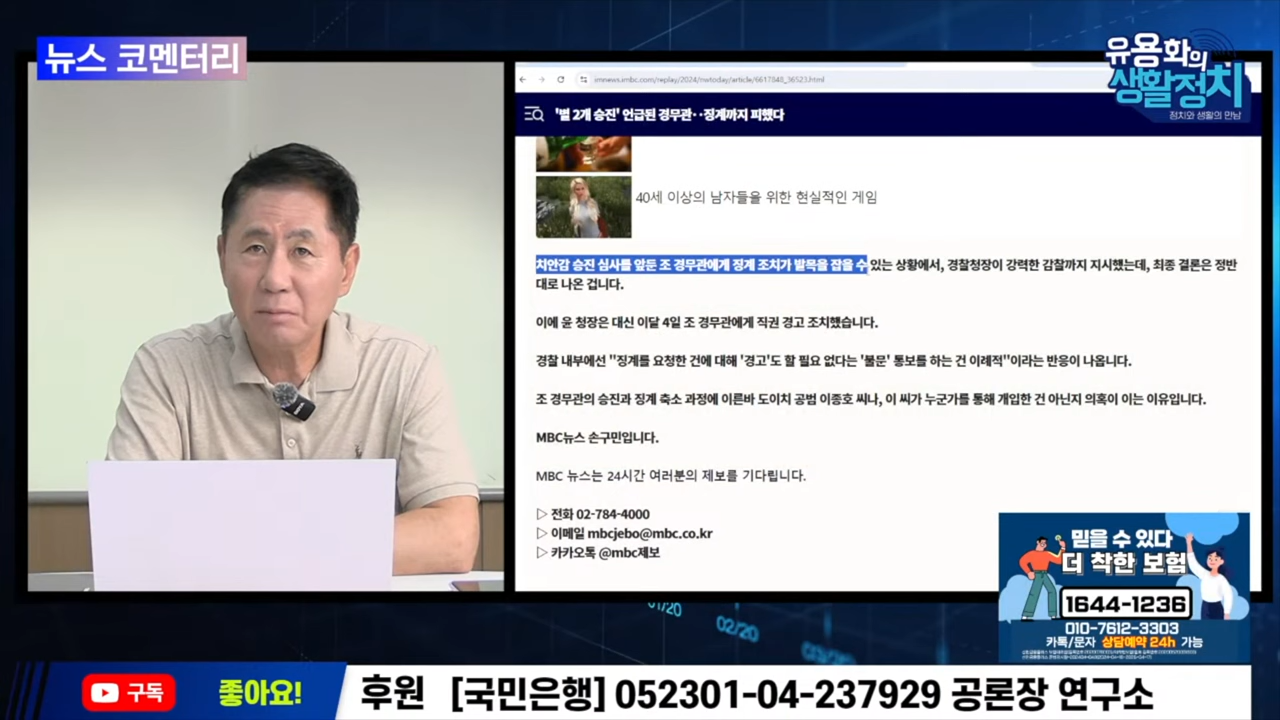 뉴스 코멘터리
유용화의
생활정치
정치와 생활의 만남
imnews.imbc.com/replay/2024/nwtoday/article/6617848_36523.html
'별 2개 승진' 언급된 경무관‥징계까지 피했다
40세 이상의 남자들을 위한 현실적인 게임
치안감 승진 심사를 앞둔 조 경무관에게 징계 조치가 발목을 잡을 수 있는 상황에서, 경찰청장이 강력한 감찰까지 지시했는데, 최종 결론은 정반
대로 나온 겁니다.
이에 윤 청장은 대신 이달 4일 조 경무관에게 직권 경고 조치했습니다.
경찰 내부에선 "징계를 요청한 건에 대해 '경고'도 할 필요 없다는 '불문' 통보를 하는 건 이례적"이라는 반응이 나옵니다.
조 경무관의 승진과 징계 축소 과정에 이른바 도이치 공범 이종호 씨나, 이 씨가 누군가를 통해 개입한 건 아닌지 의혹이 이는 이유입니다.
MBC뉴스 손구민입니다.
MBC 뉴스는 24시간 여러분의 제보를 기다립니다.
▷ 전화 02-784-4000
▷ 이메일 mbcjebo@mbc.co.kr
▷ 카카오톡 @mbc제보
믿을 수 있다
더 착한 보험
1644-1236
010-7612-3303
카톡/문자 상담예약 24h 가능
01/20
02/20
구독
좋아요!
후원 [국민은행] 052301-04-237929 공론장 연구소